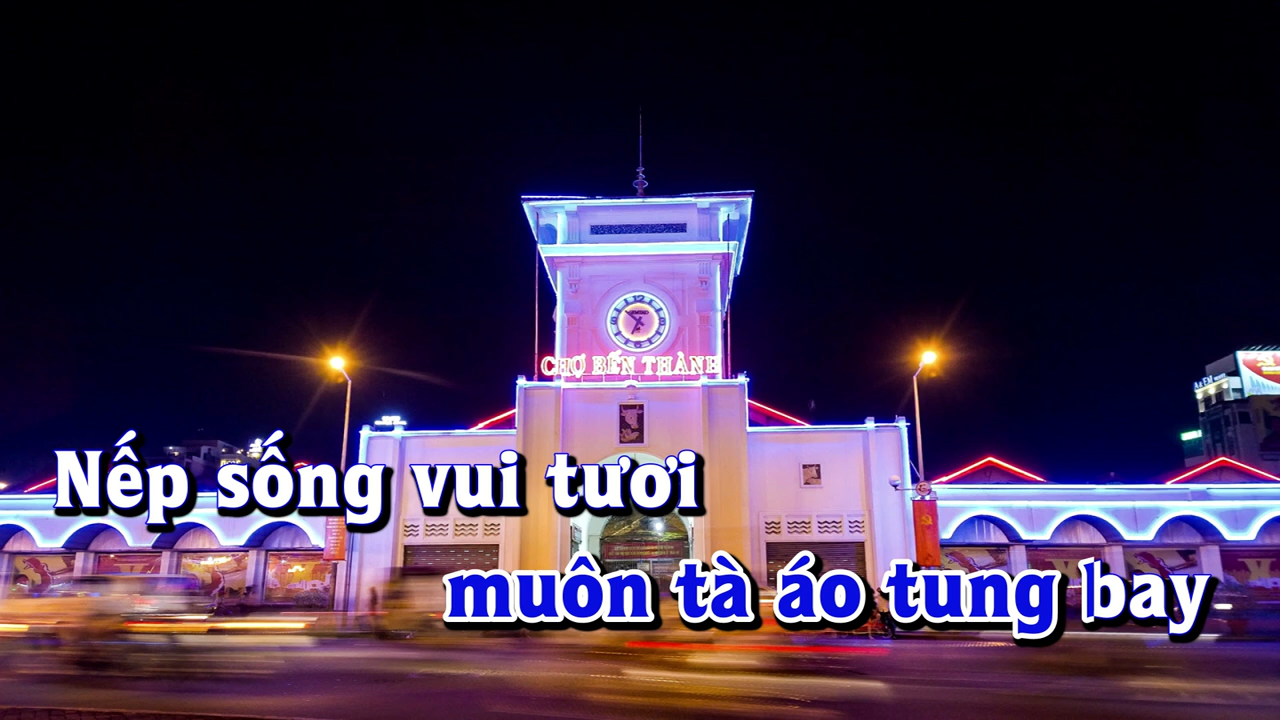 CHỢ BẾN THÀNH
Nếp sống vui tươi
muôn tà áo tung bay